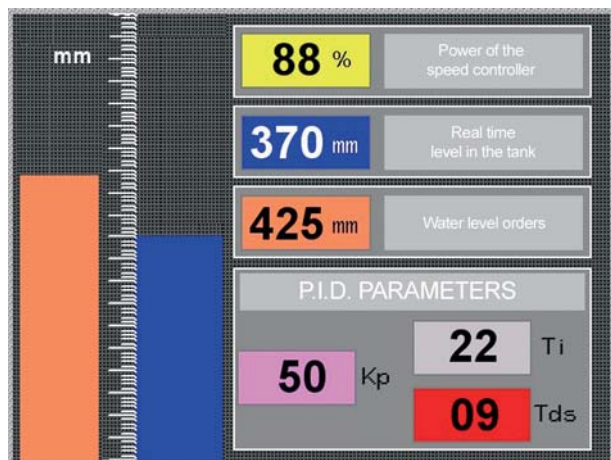 mm
88 %
Power of the
speed controller
370 mm
Real time
level in the tank
425 mm
Water level orders
P.I.D. PARAMETERS
50 Kp
22 Ti
09 Tds